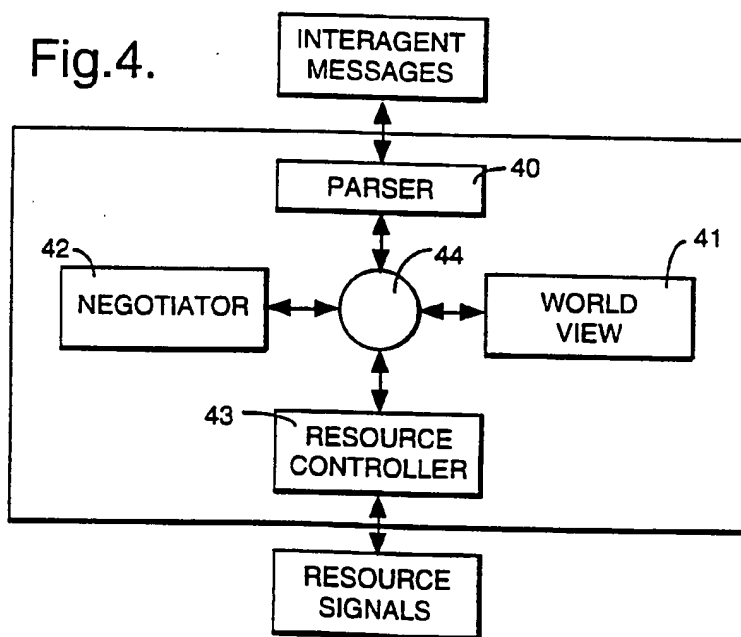 Fig.4.
INTERAGENT
MESSAGES
PARSER
40
42
44
41
NEGOTIATOR
WORLD
VIEW
43
RESOURCE
CONTROLLER
RESOURCE
SIGNALS